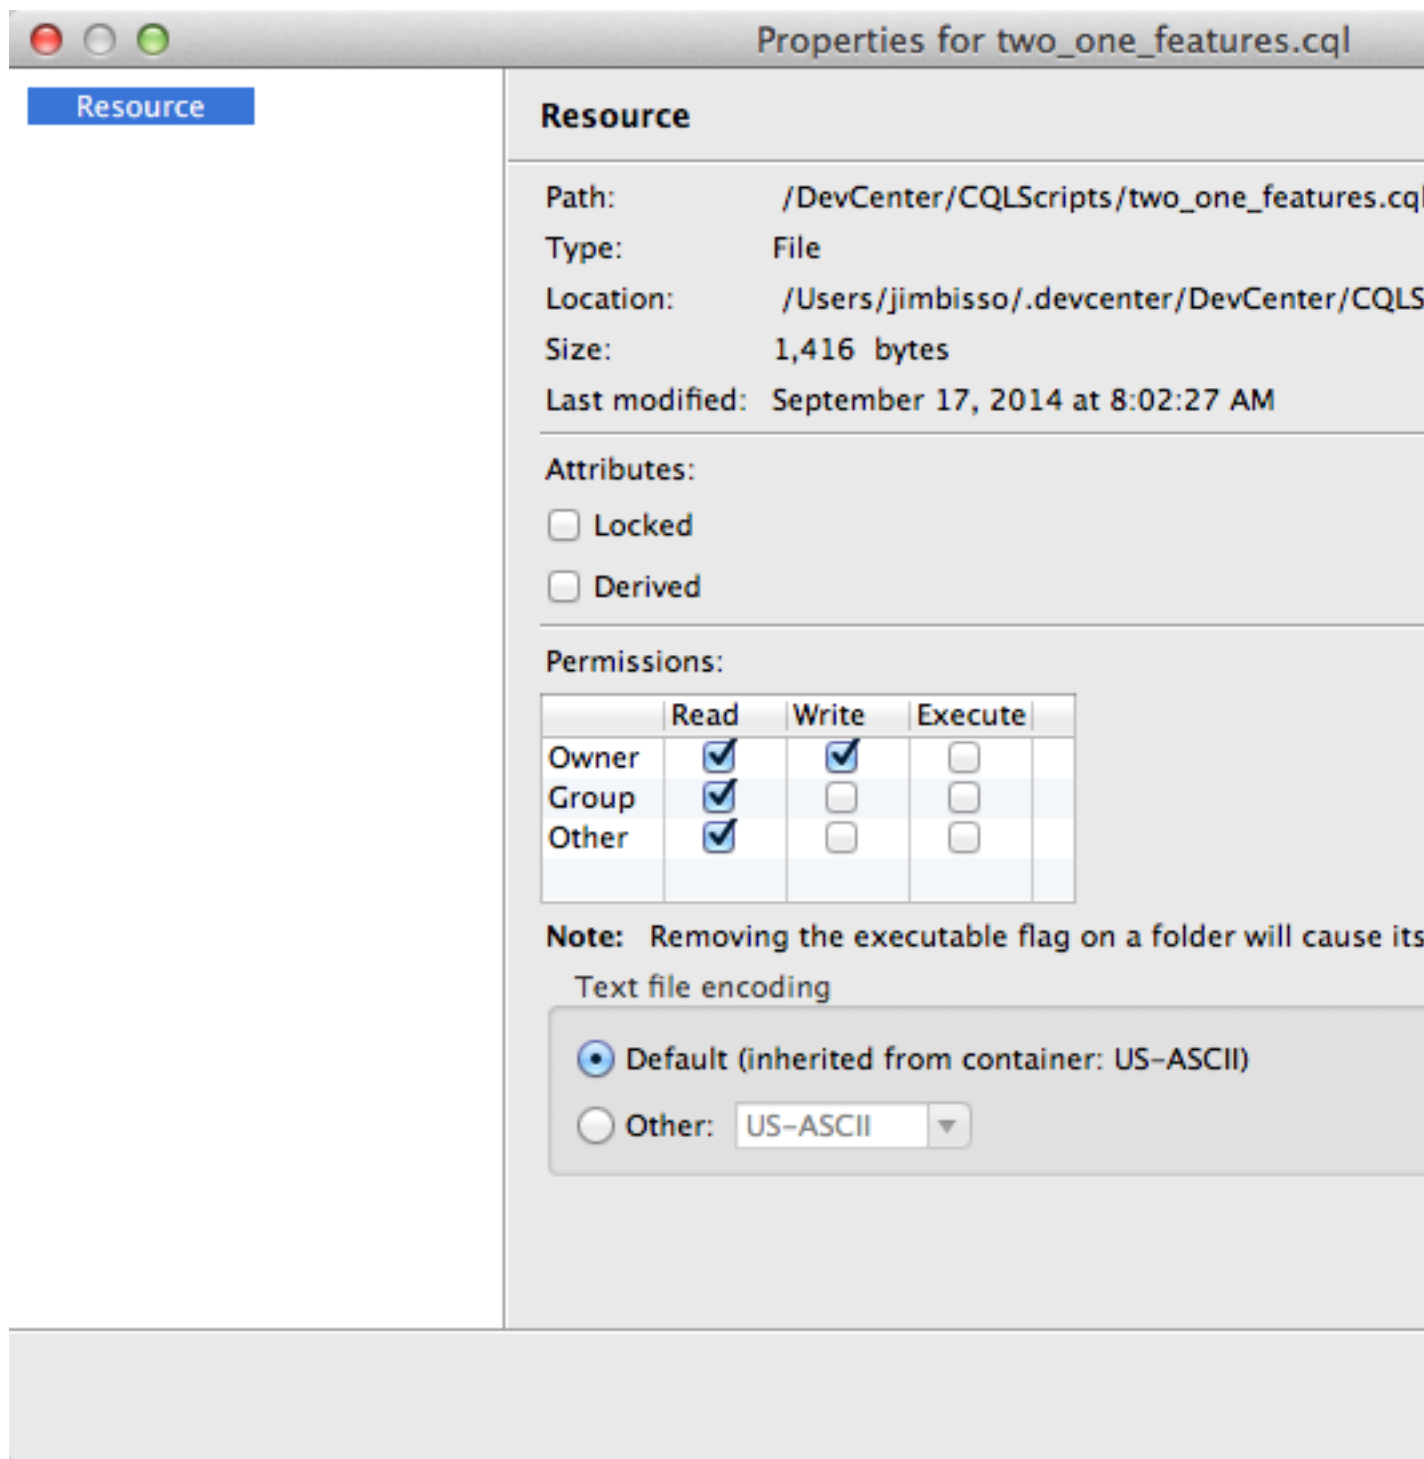 Properties for two_one_features.cql
Resource
Resource
Path: /DevCenter/CQLScripts/two_one_features.cql
Type: File
Location: /Users/jimbisso/.devcenter/DevCenter/CQLS
Size: 1,416 bytes
Last modified: September 17, 2014 at 8:02:27 AM
Attributes:
Locked
Derived
Permissions:
Read Write Execute
Owner
Group
Other
Note: Removing the executable flag on a folder will cause its
Text file encoding
Default (inherited from container: US-ASCII)
Other: US-ASCII